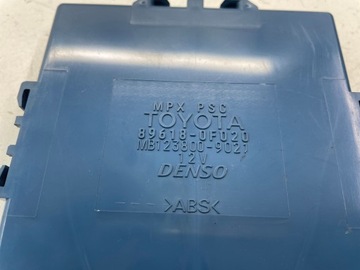 MPX PSC
TOYOTA
89618-0F020
MB123800-9021
12V
DENSO
>ABS<